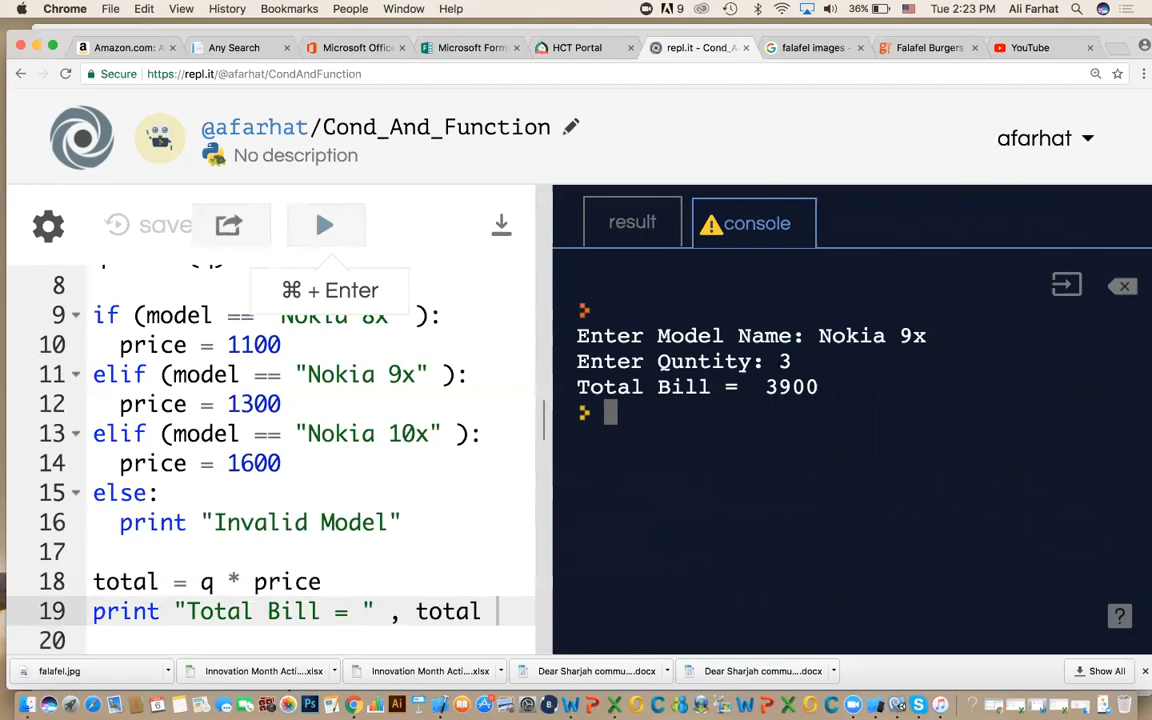 Chrome File Edit View History Bookmarks People Window Help 9 36% Tue 2:23 PM Ali Farhat
Amazon.com: A Any Search Microsoft Offic Microsoft Form HCT Portal repl.it - Cond_A falafel images - Falafel Burgers YouTube
Secure https://repl.it/@afarhat/CondAndFunction
@afarhat/Cond_And_Function
No description
afarhat
save
result
console
⌘ + Enter
8
9 if (model == "Nokia 8x" ):
10 price = 1100
11 elif (model == "Nokia 9x" ):
12 price = 1300
13 elif (model == "Nokia 10x" ):
14 price = 1600
15 else:
16 print "Invalid Model"
17
18 total = q * price
19 print "Total Bill = " , total
20
Enter Model Name: Nokia 9x
Enter Quntity: 3
Total Bill = 3900
?
falafel.jpg Innovation Month Acti....xlsx Innovation Month Acti....xlsx Dear Sharjah commu....docx Dear Sharjah commu....docx Show All